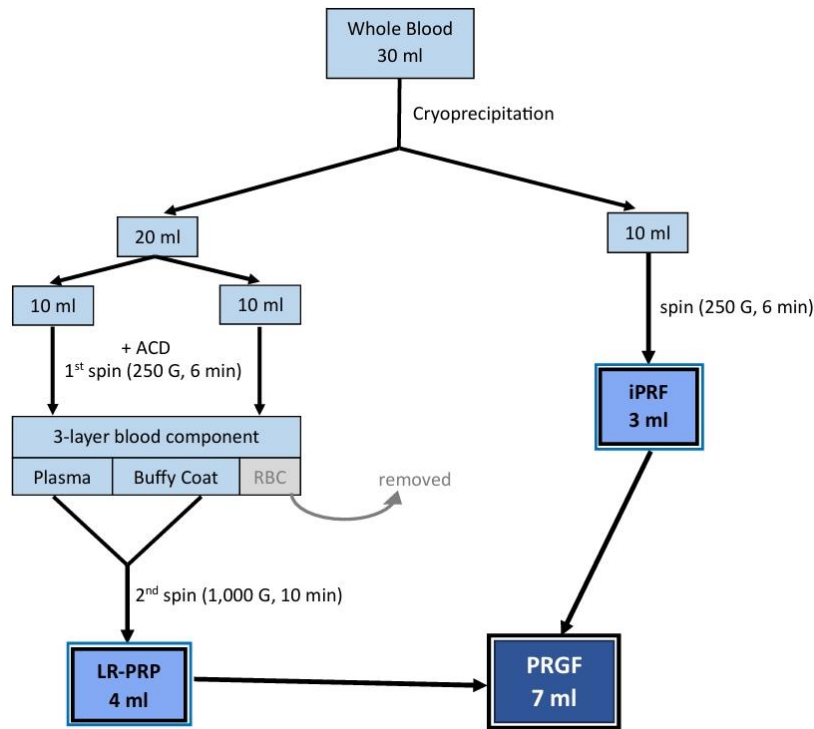 Whole Blood
30 ml
Cryoprecipitation
20 ml
10 ml
10 ml
10 ml
+ ACD
1st spin (250 G, 6 min)
spin (250 G, 6 min)
iPRF
3 ml
3-layer blood component
Plasma
Buffy Coat
RBC
removed
2nd spin (1,000 G, 10 min)
LR-PRP
4 ml
PRGF
7 ml